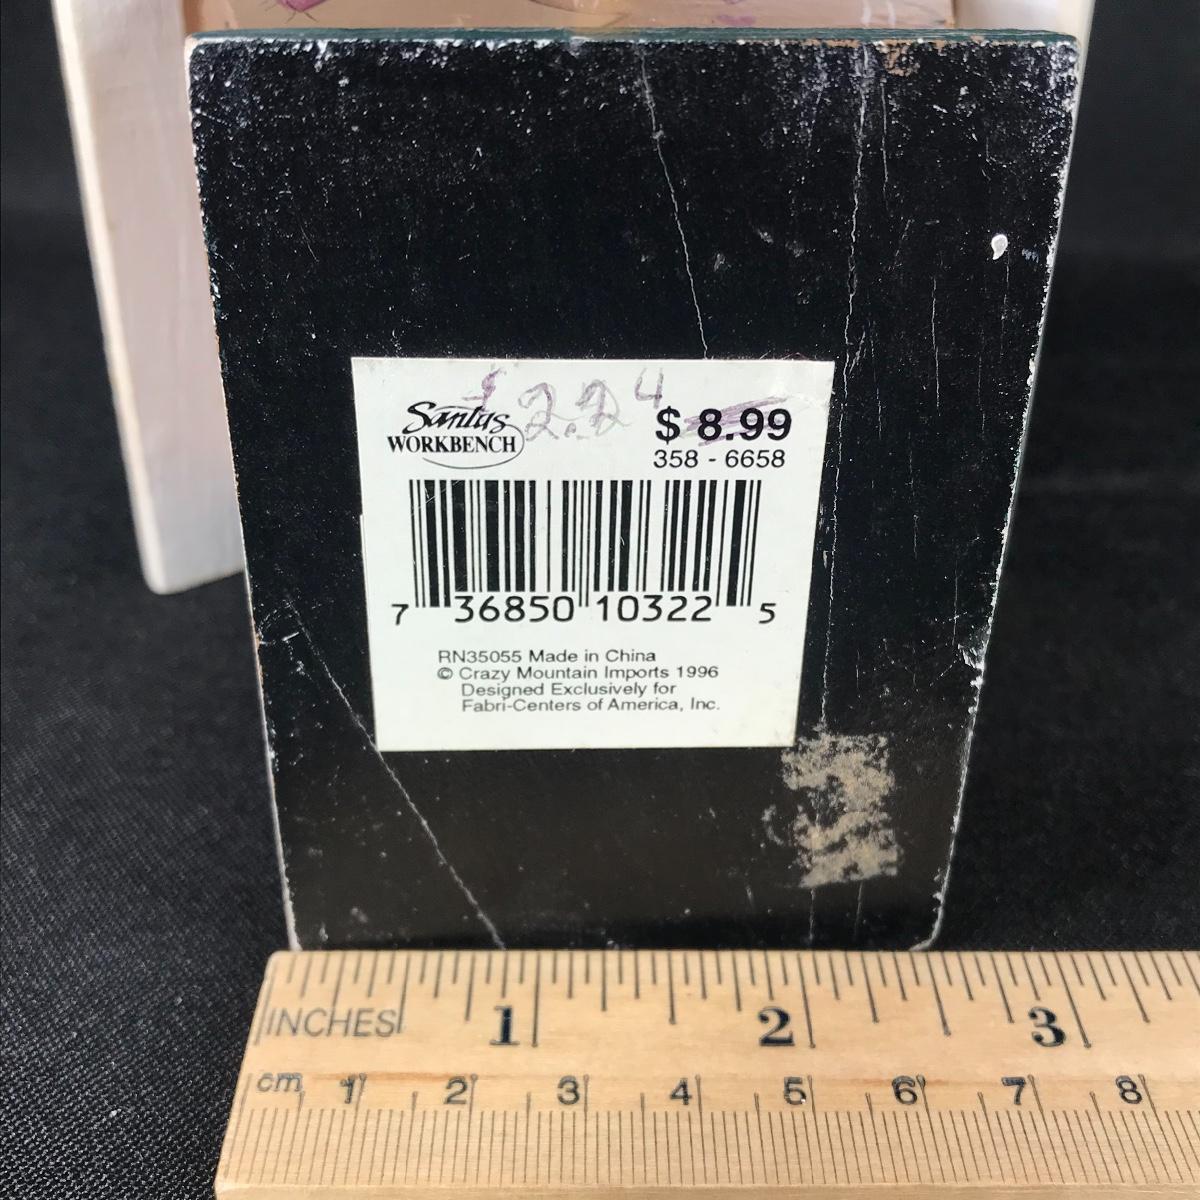 $ 2.24
Santas
WORKBENCH
$ 8.99
358 - 6658
7 36850 10322 5
RN35055 Made in China
© Crazy Mountain Imports 1996
Designed Exclusively for
Fabri-Centers of America, Inc.
INCHES 1 2 3
cm 1 2 3 4 5 6 7 8